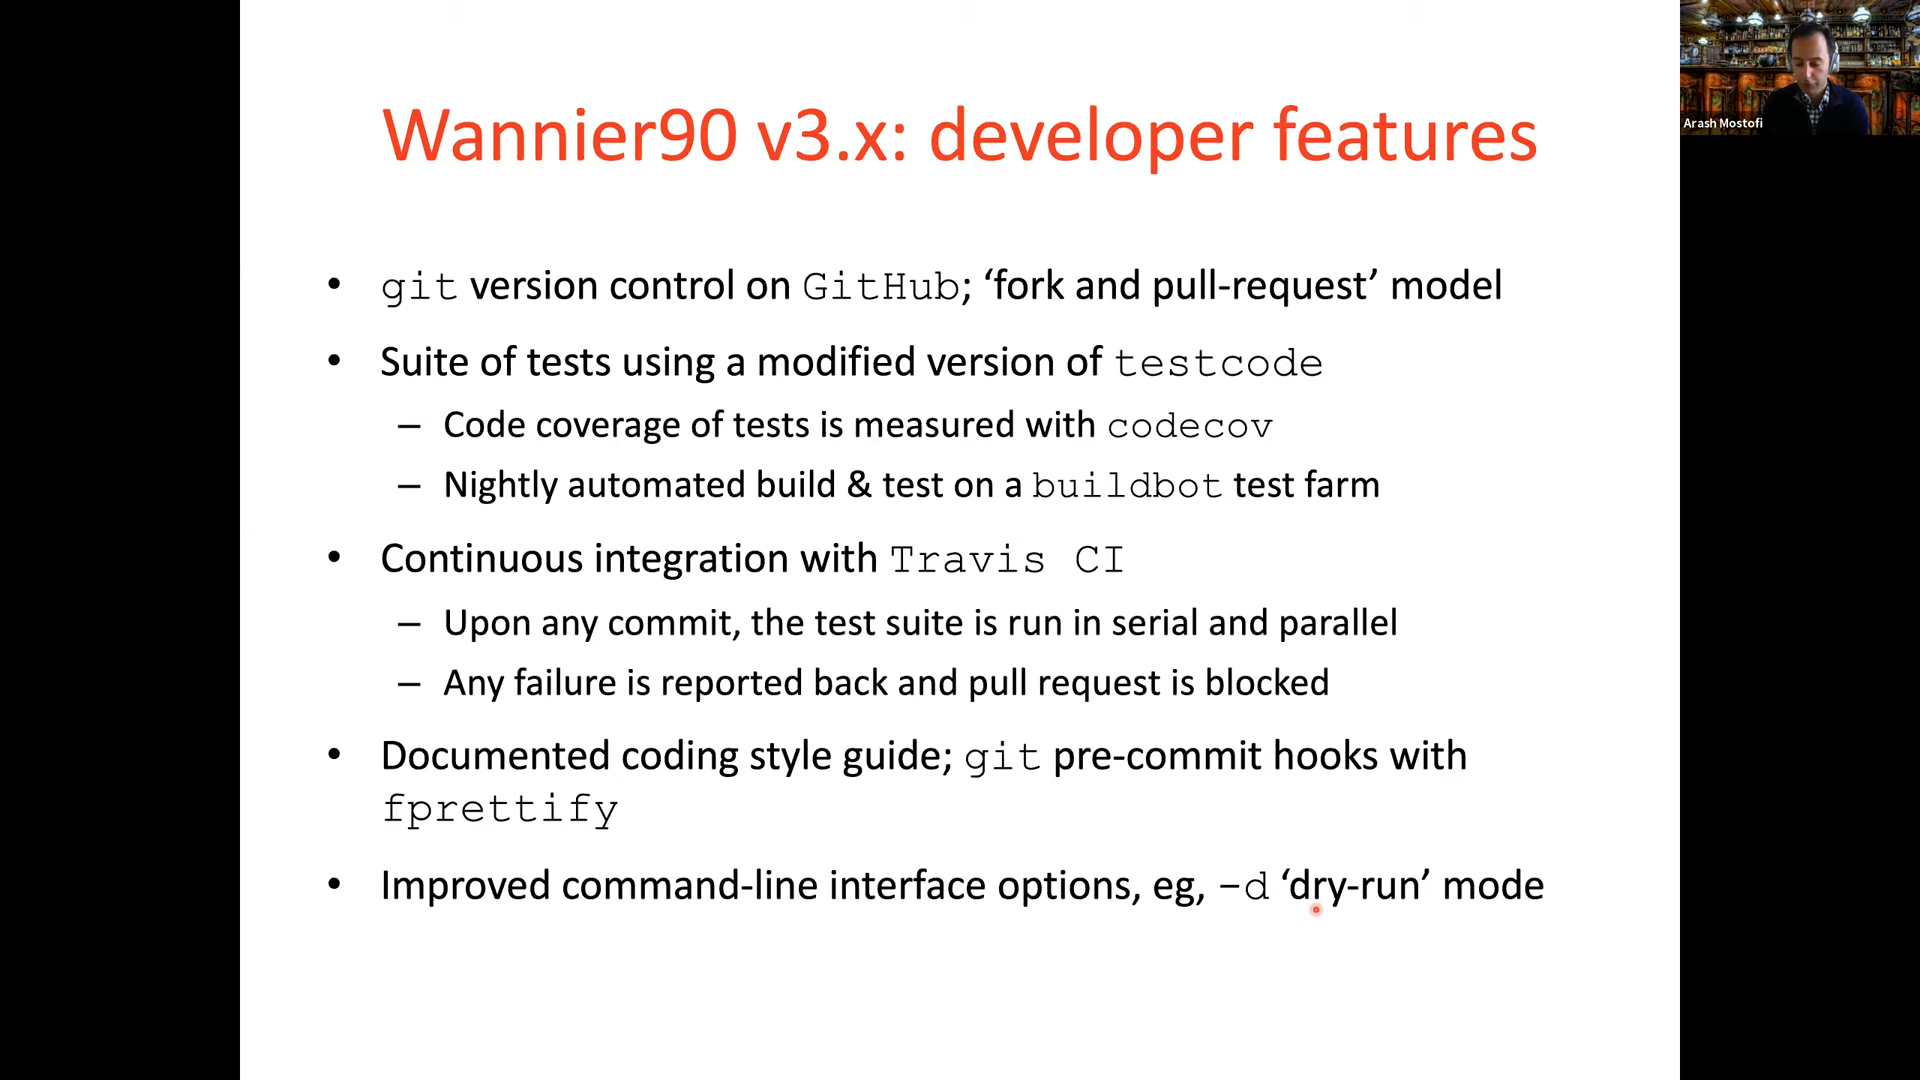 Wannier90 v3.x: developer features
Arash Mostofi
• git version control on GitHub; ‘fork and pull-request’ model
• Suite of tests using a modified version of testcode
– Code coverage of tests is measured with codecov
– Nightly automated build & test on a buildbot test farm
• Continuous integration with Travis CI
– Upon any commit, the test suite is run in serial and parallel
– Any failure is reported back and pull request is blocked
• Documented coding style guide; git pre-commit hooks with
fprettify
• Improved command-line interface options, eg, -d ‘dry-run’ mode